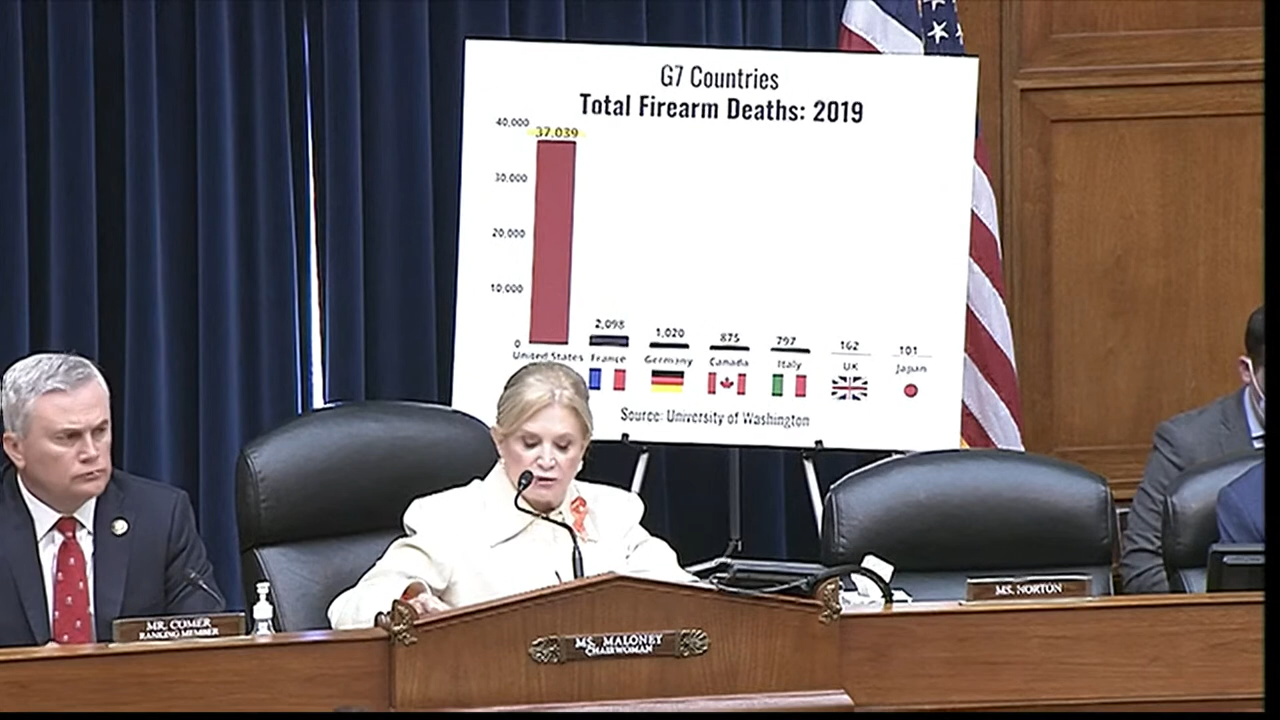 G7 Countries
Total Firearm Deaths: 2019
40,000
37,039
30,000
20,000
10,000
0
2,098
1,020
875
797
162
101
United States
France
Germany
Canada
Italy
UK
Japan
Source: University of Washington
MR. COMER
RANKING MEMBER
MS. MALONEY
CHAIRWOMAN
MS. NORTON